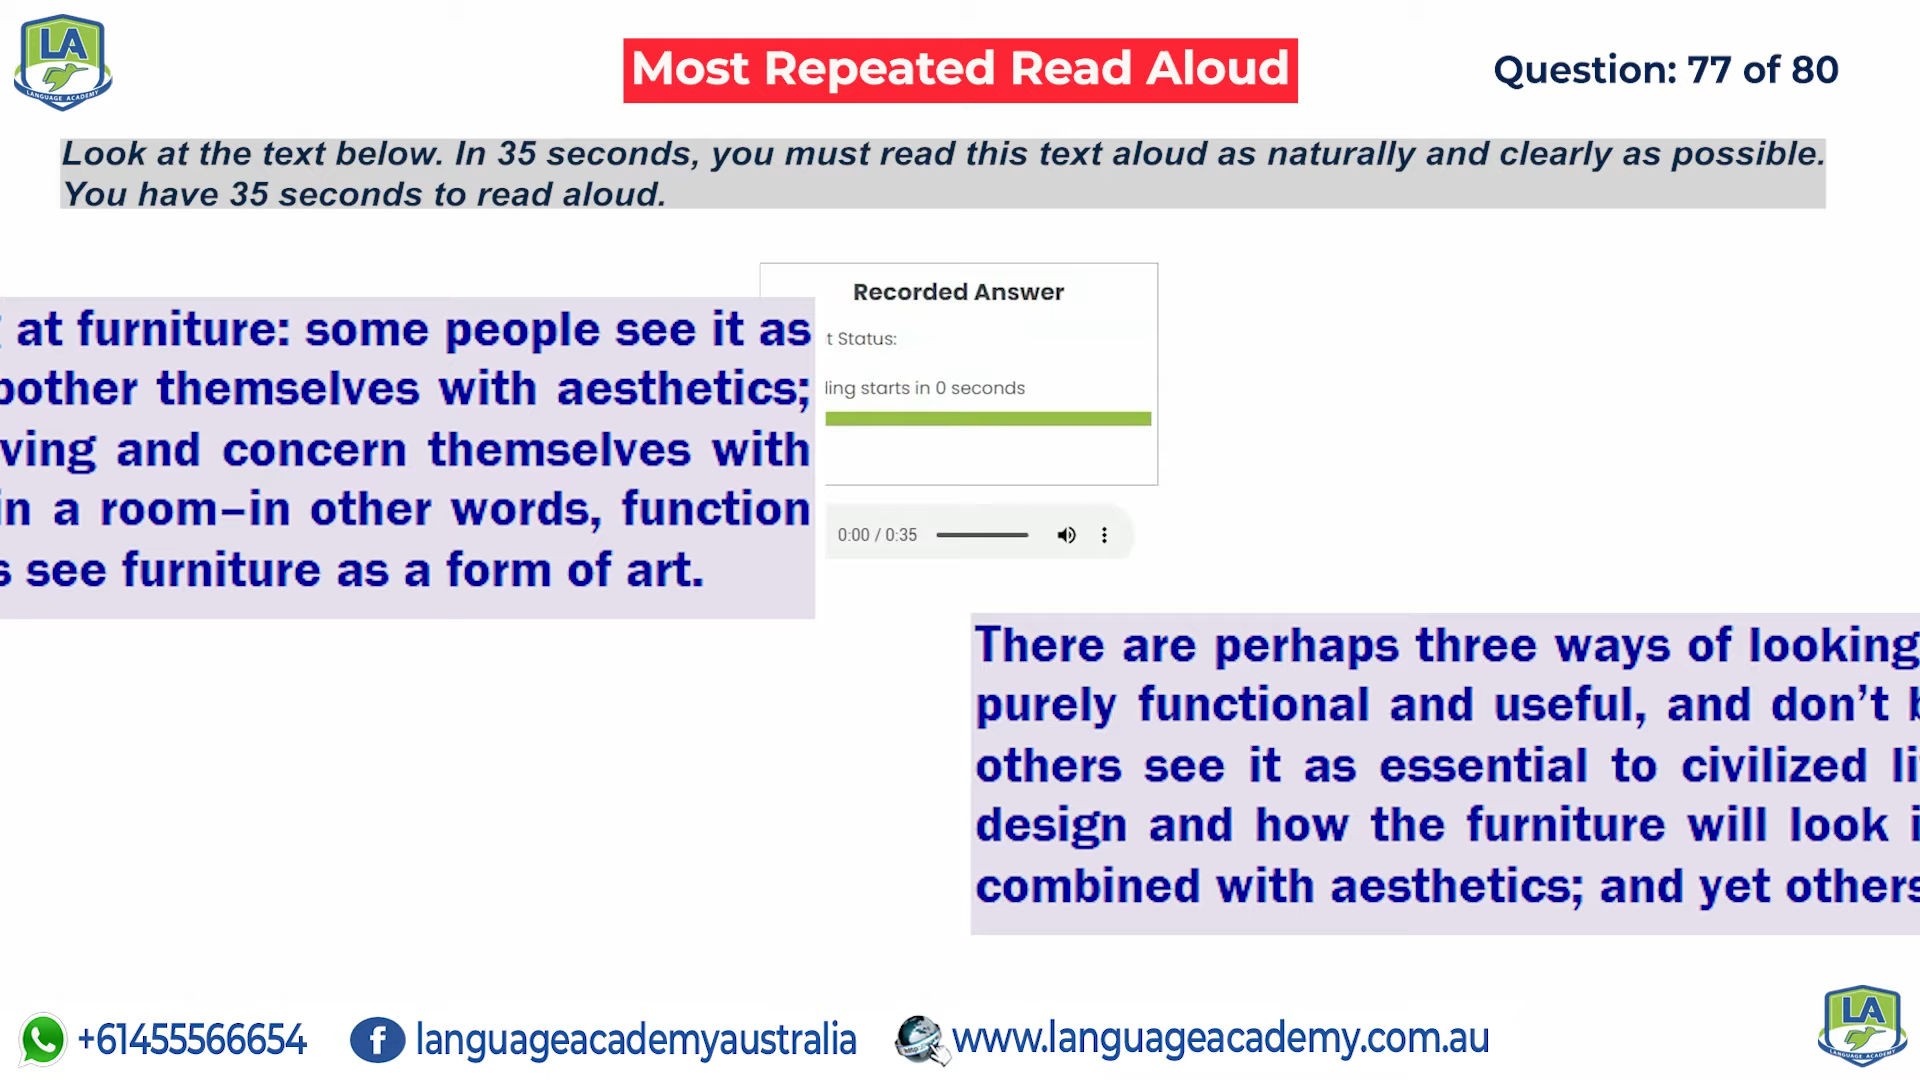 LA
LANGUAGE ACADEMY
Most Repeated Read Aloud
Question: 77 of 80
Look at the text below. In 35 seconds, you must read this text aloud as naturally and clearly as possible.
You have 35 seconds to read aloud.
Recorded Answer
t Status:
ling starts in 0 seconds
0:00 / 0:35
at furniture: some people see it as
bother themselves with aesthetics;
ving and concern themselves with
in a room–in other words, function
s see furniture as a form of art.
There are perhaps three ways of looking
purely functional and useful, and don’t b
others see it as essential to civilized li
design and how the furniture will look i
combined with aesthetics; and yet others
+61455566654
languageacademyaustralia
www.languageacademy.com.au
LA
LANGUAGE ACADEMY